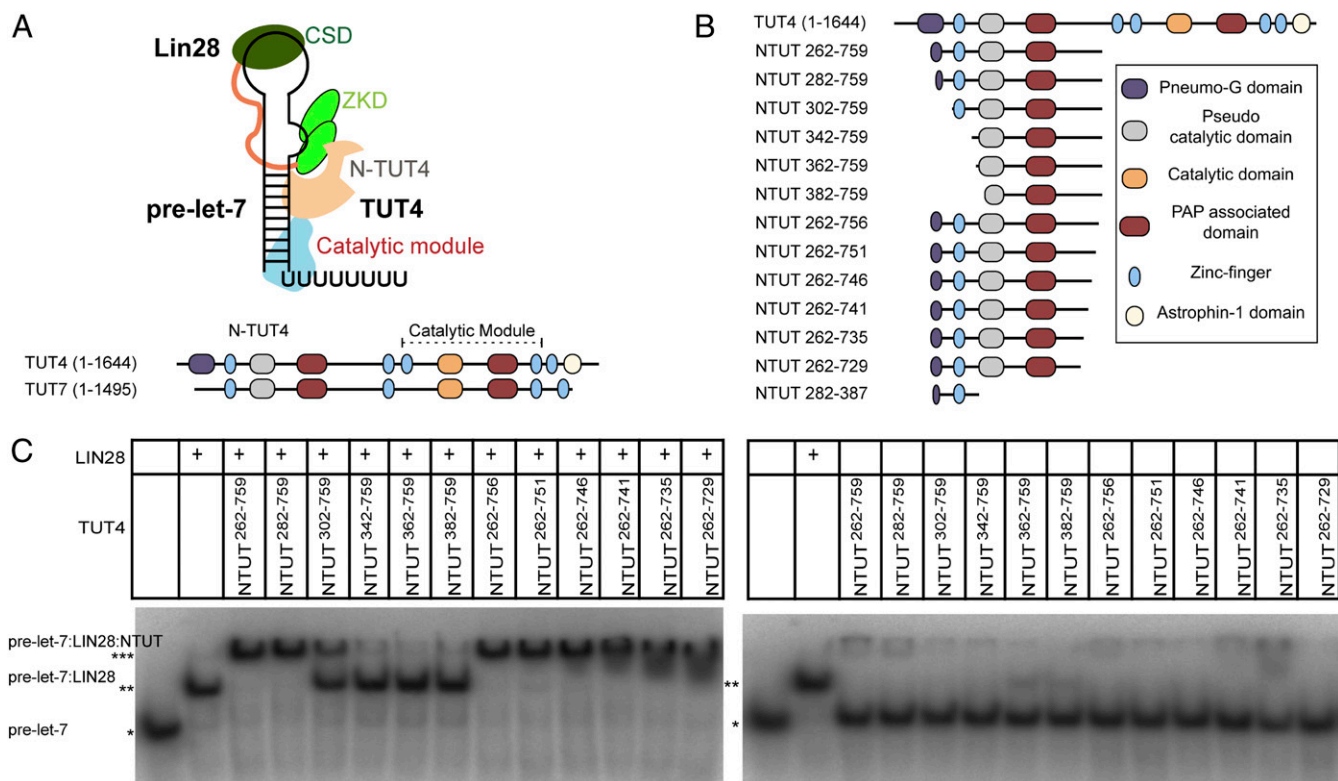 A
Lin28
CSD
ZKD
N-TUT4
pre-let-7
TUT4
Catalytic module
UUUUUUUU
N-TUT4
Catalytic Module
TUT4 (1-1644)
TUT7 (1-1495)
B
TUT4 (1-1644)
NTUT 262-759
NTUT 282-759
NTUT 302-759
NTUT 342-759
NTUT 362-759
NTUT 382-759
NTUT 262-756
NTUT 262-751
NTUT 262-746
NTUT 262-741
NTUT 262-735
NTUT 262-729
NTUT 282-387
Pneumo-G domain
Pseudo
catalytic domain
Catalytic domain
PAP associated
domain
Zinc-finger
Astrophin-1 domain
C
LIN28 + + + + + + + + + + + + +
TUT4
NTUT 262-759
NTUT 282-759
NTUT 302-759
NTUT 342-759
NTUT 362-759
NTUT 382-759
NTUT 262-756
NTUT 262-751
NTUT 262-746
NTUT 262-741
NTUT 262-735
NTUT 262-729
pre-let-7:LIN28:NTUT
***
pre-let-7:LIN28
**
pre-let-7
*
+
NTUT 262-759
NTUT 282-759
NTUT 302-759
NTUT 342-759
NTUT 362-759
NTUT 382-759
NTUT 262-756
NTUT 262-751
NTUT 262-746
NTUT 262-741
NTUT 262-735
NTUT 262-729
**
*